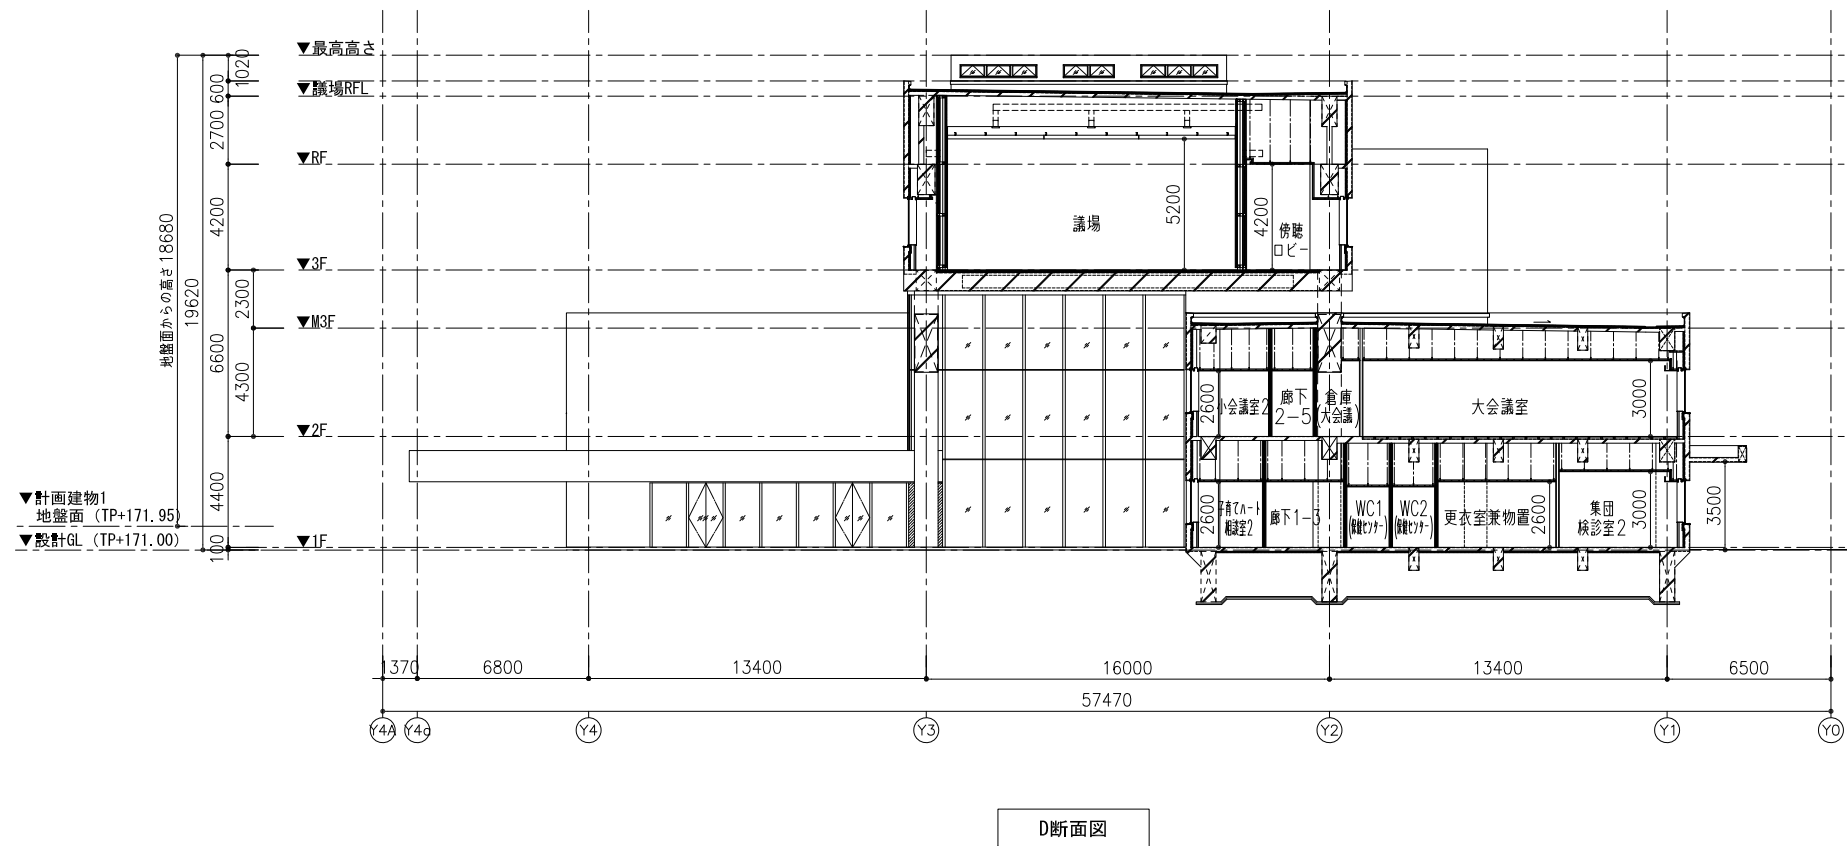 ▼最高高さ
▼議場RFL
▼RF
▼3F
▼M3F
▼2F
▼1F
▼計画建物1
地盤面 (TP+171.95)
▼設計GL (TP+171.00)
1020
600
2700
4200
6600
4400
100
2300
4300
19620
地盤面からの高さ 18680
議場
5200
4200
傍聴
ロビー
2600
小会議室2
廊下
2-5
倉庫
(大会議)
大会議室
3000
2600
子育てハート
相談室2
廊下1-3
WC1
(保健センター)
WC2
(保健センター)
更衣室兼物置
2600
集団
検診室2
3000
3500
1370
6800
13400
16000
13400
6500
57470
Y4A
Y4a
Y4
Y3
Y2
Y1
Y0
D断面図